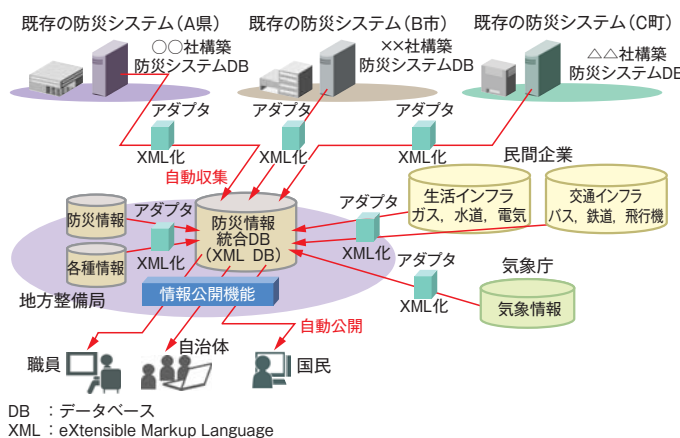 既存の防災システム(A県)
既存の防災システム(B市)
既存の防災システム(C町)
○○社構築
防災システムDB
××社構築
防災システムDB
△△社構築
防災システムDB
アダプタ
XML化
アダプタ
XML化
アダプタ
XML化
自動収集
民間企業
生活インフラ
ガス，水道，電気
交通インフラ
バス，鉄道，飛行機
防災情報
各種情報
アダプタ
XML化
防災情報
統合DB
(XML DB)
アダプタ
XML化
アダプタ
XML化
気象庁
気象情報
地方整備局
情報公開機能
自動公開
職員
自治体
国民
DB ：データベース
XML ：eXtensible Markup Language